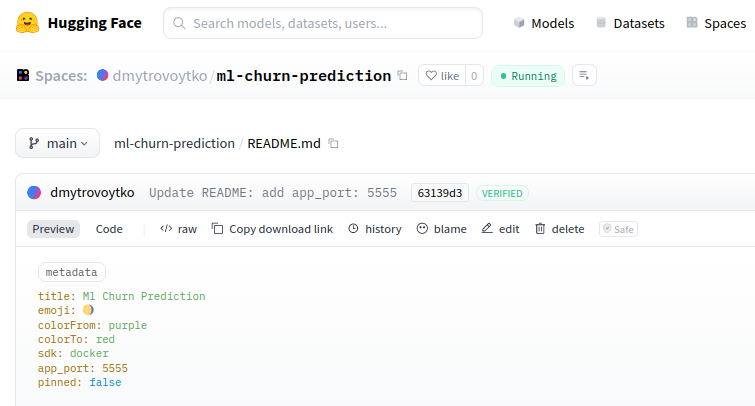 Hugging Face
Search models, datasets, users...
Models
Datasets
Spaces
Spaces: dmytrovoytko/ml-churn-prediction
like 0
Running
main
ml-churn-prediction / README.md
dmytrovoytko Update README: add app_port: 5555 63139d3 VERIFIED
Preview Code raw Copy download link history blame edit delete Safe
metadata
title: Ml Churn Prediction
emoji: 🌖
colorFrom: purple
colorTo: red
sdk: docker
app_port: 5555
pinned: false